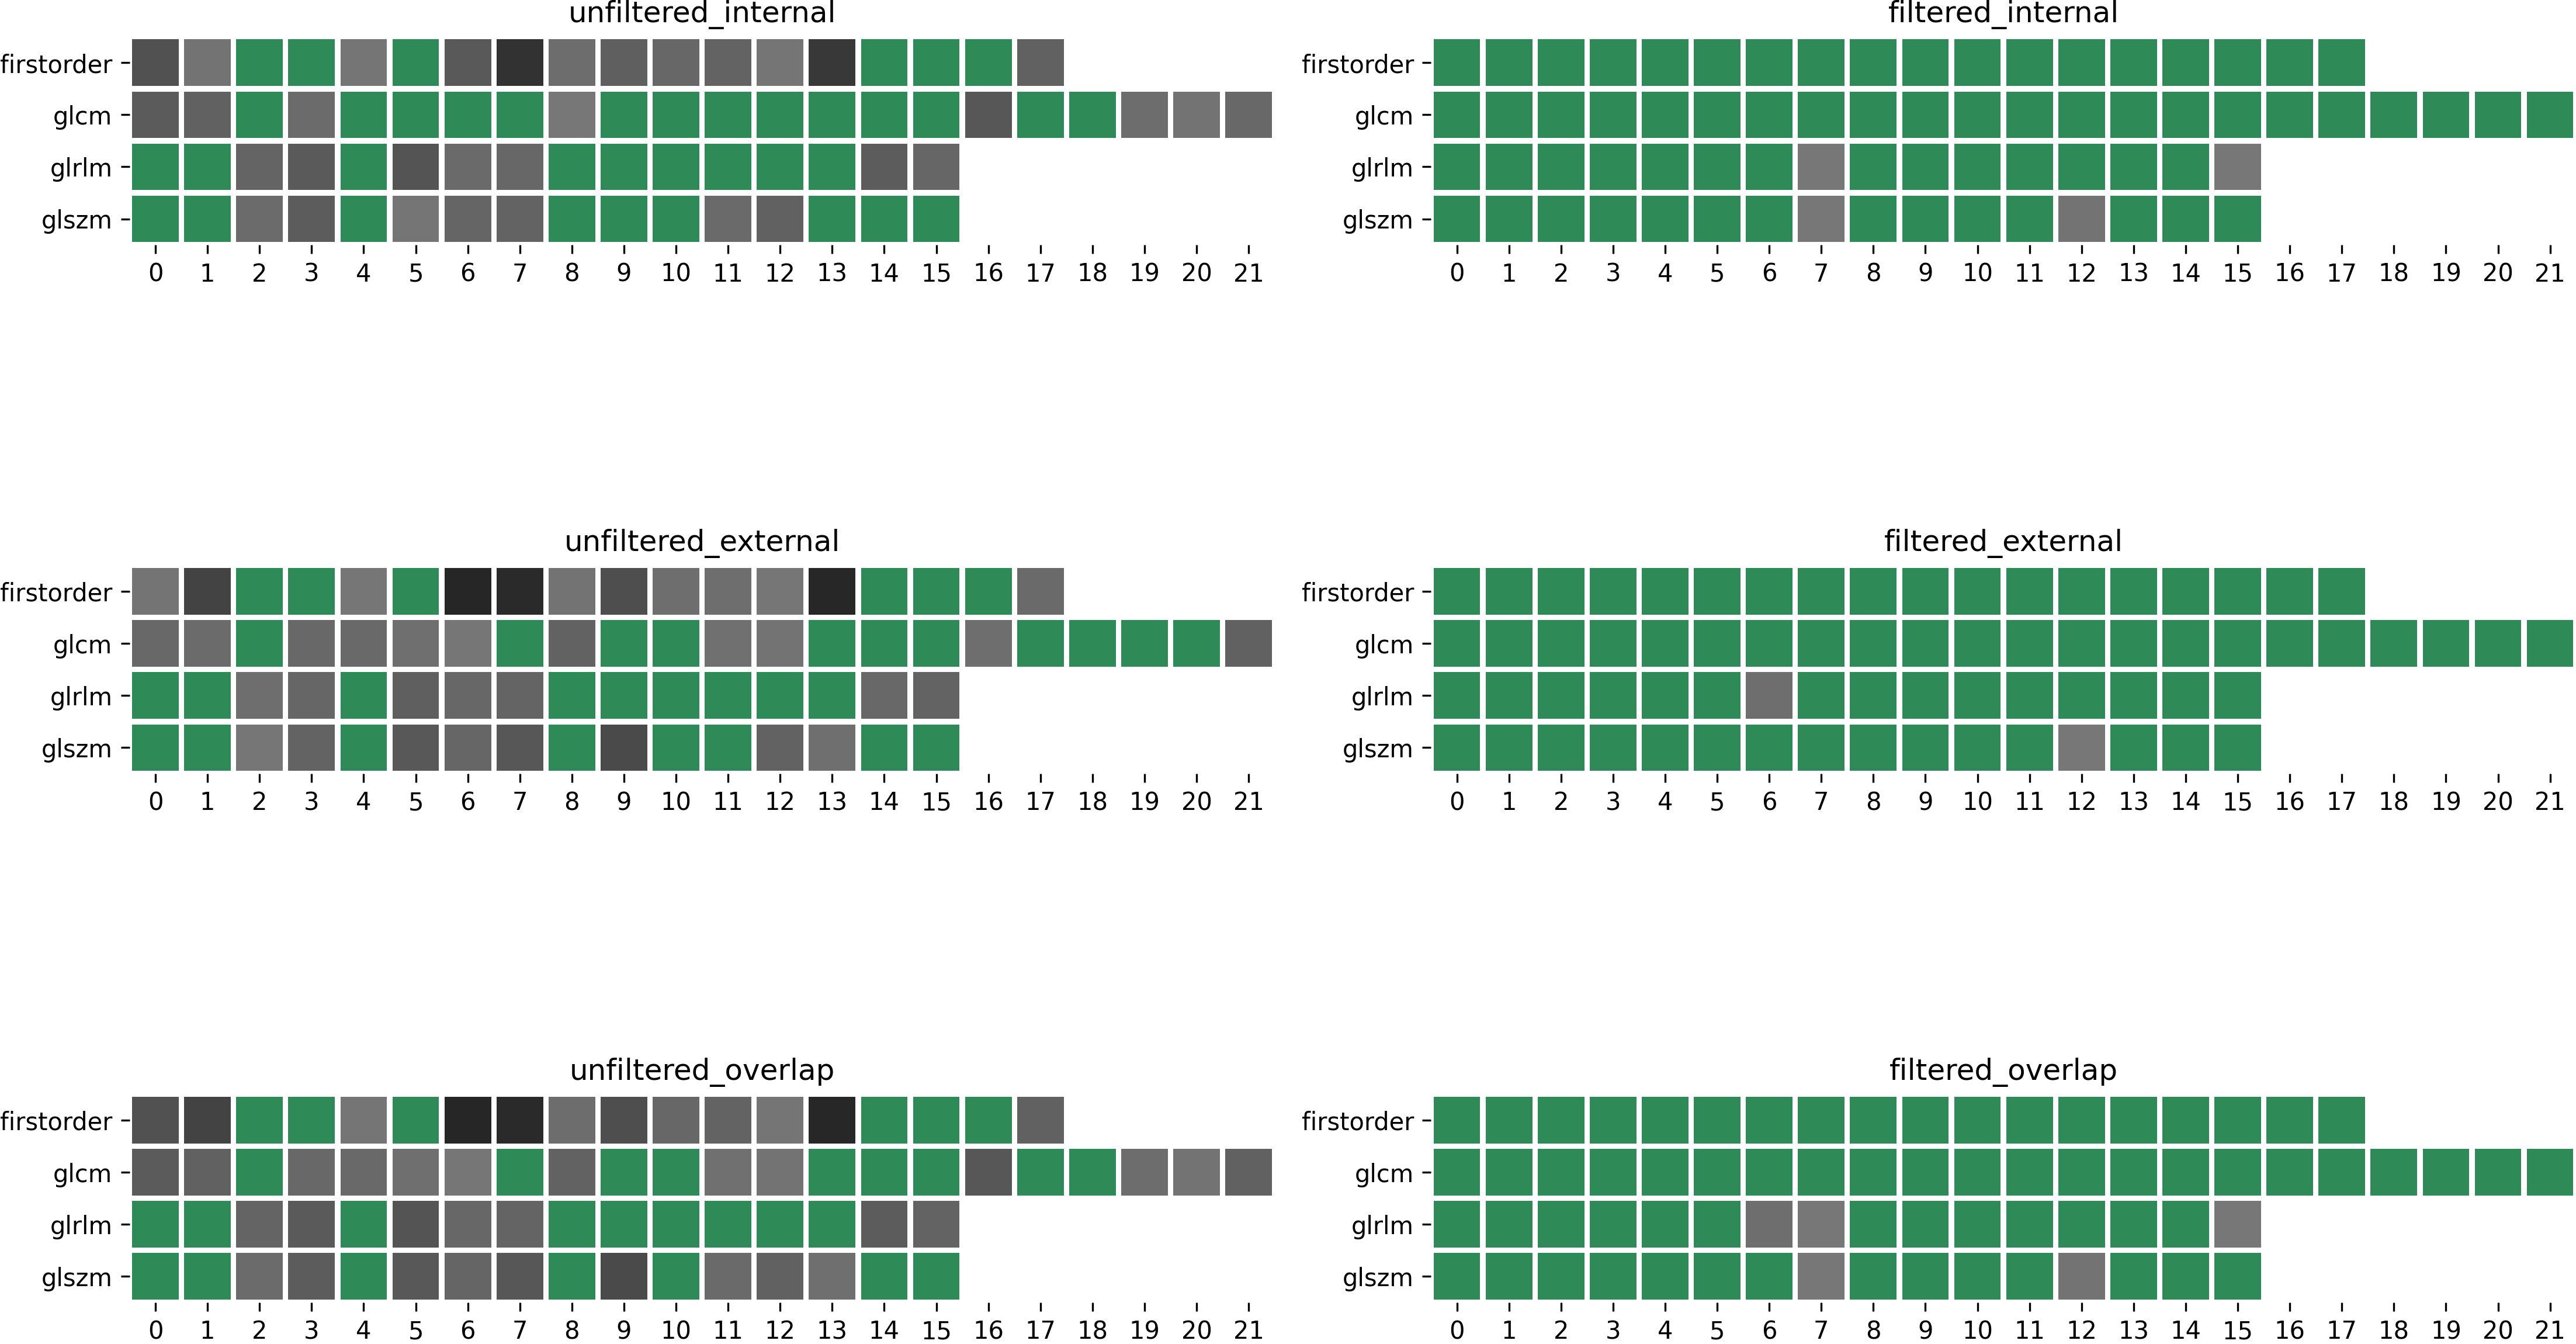 unfiltered_internal
firstorder
glcm
glrlm
glszm
0 1 2 3 4 5 6 7 8 9 10 11 12 13 14 15 16 17 18 19 20 21
filtered_internal
firstorder
glcm
glrlm
glszm
0 1 2 3 4 5 6 7 8 9 10 11 12 13 14 15 16 17 18 19 20 21
unfiltered_external
firstorder
glcm
glrlm
glszm
0 1 2 3 4 5 6 7 8 9 10 11 12 13 14 15 16 17 18 19 20 21
filtered_external
firstorder
glcm
glrlm
glszm
0 1 2 3 4 5 6 7 8 9 10 11 12 13 14 15 16 17 18 19 20 21
unfiltered_overlap
firstorder
glcm
glrlm
glszm
0 1 2 3 4 5 6 7 8 9 10 11 12 13 14 15 16 17 18 19 20 21
filtered_overlap
firstorder
glcm
glrlm
glszm
0 1 2 3 4 5 6 7 8 9 10 11 12 13 14 15 16 17 18 19 20 21